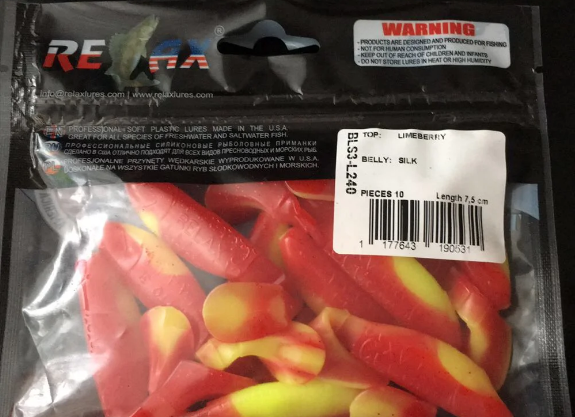 RELAX®
info@relaxlures.com | www.relaxlures.com
WARNING
- PRODUCTS ARE DESIGNED AND PRODUCED FOR FISHING
- NOT FOR HUMAN CONSUMPTION
- KEEP OUT OF REACH OF CHILDREN AND INFANTS
- DO NOT STORE LURES IN HEAT OR HIGH HUMIDITY
PROFESSIONAL SOFT PLASTIC LURES MADE IN THE U.S.A.
GREAT FOR ALL SPECIES OF FRESHWATER AND SALTWATER FISH.
ПРОФЕССИОНАЛЬНЫЕ СИЛИКОНОВЫЕ РЫБОЛОВНЫЕ ПРИМАНКИ
СДЕЛАНО В США ОТЛИЧНО ПОДХОДЯТ ДЛЯ ВСЕХ ВИДОВ ПРЕСНОВОДНЫХ И МОРСКИХ РЫБ.
PROFESJONALNE PRZYNĘTY WĘDKARSKIE WYPRODUKOWANE W U.S.A.
DOSKONAŁE NA WSZYSTKIE GATUNKI RYB SŁODKOWODNYCH I MORSKICH.
BLS3-L240
TOP: LIMEBERRY
BELLY: SILK
PIECES 10 Length 7,5 cm
1 177643 190531